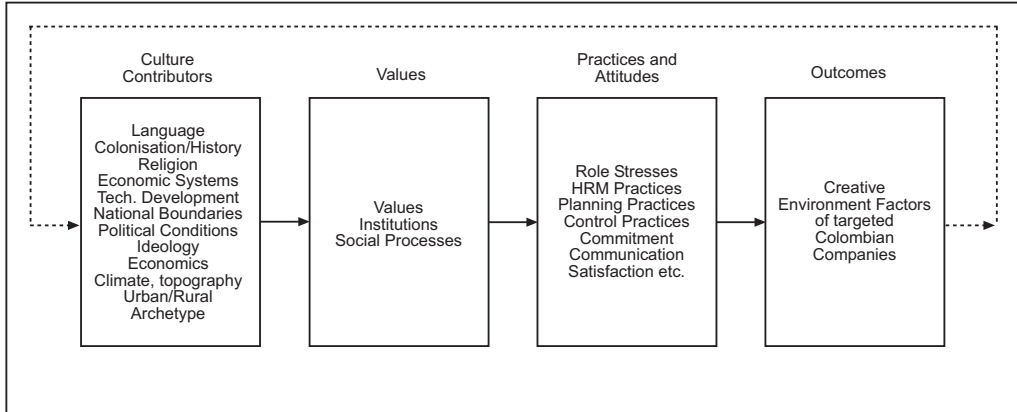 Culture
Contributors
Values
Practices and
Attitudes
Outcomes
Language
Colonisation/History
Religion
Economic Systems
Tech. Development
National Boundaries
Political Conditions
Ideology
Economics
Climate, topography
Urban/Rural
Archetype
Values
Institutions
Social Processes
Role Stresses
HRM Practices
Planning Practices
Control Practices
Commitment
Communication
Satisfaction etc.
Creative
Environment Factors
of targeted
Colombian
Companies